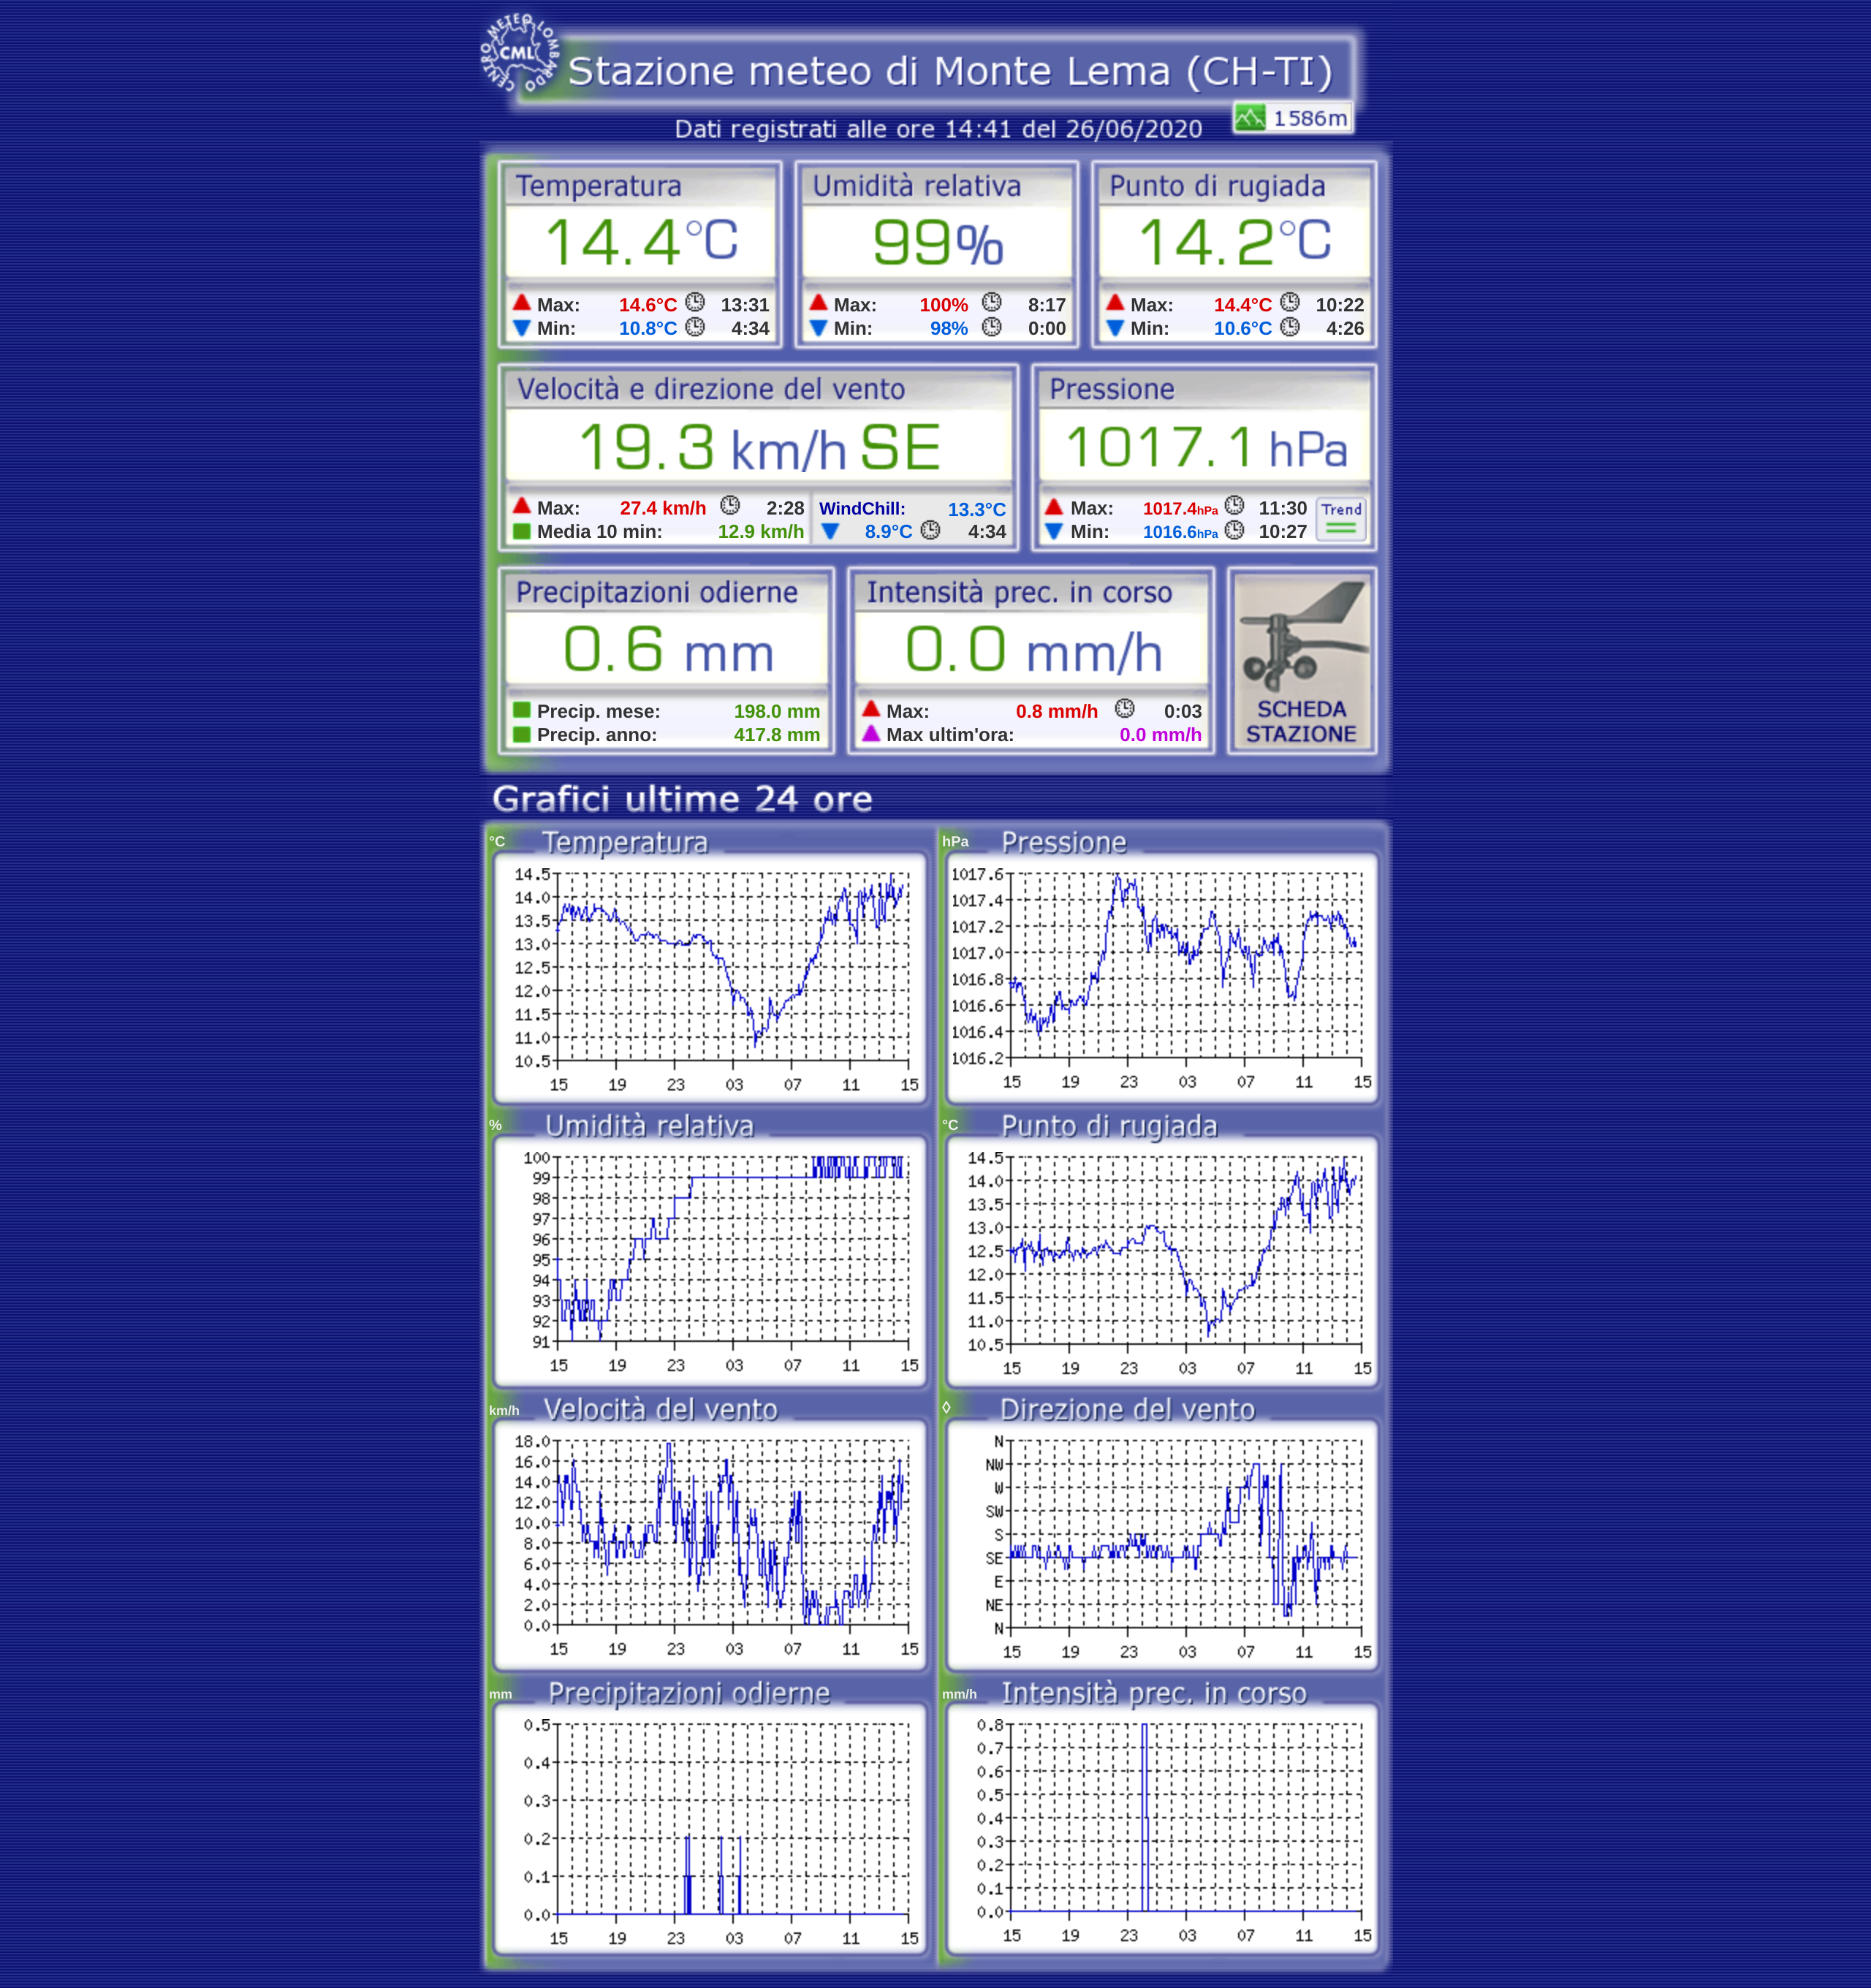 CENTRO METEO LOMBARDO
CML
Stazione meteo di Monte Lema (CH-TI)
1586m
Dati registrati alle ore 14:41 del 26/06/2020
Temperatura
14.4°C
Max: 14.6°C 13:31
Min: 10.8°C 4:34
Umidità relativa
99%
Max: 100% 8:17
Min: 98% 0:00
Punto di rugiada
14.2°C
Max: 14.4°C 10:22
Min: 10.6°C 4:26
Velocità e direzione del vento
19.3 km/h SE
Max: 27.4 km/h 2:28
Media 10 min: 12.9 km/h
WindChill: 13.3°C
8.9°C 4:34
Pressione
1017.1 hPa
Max: 1017.4hPa 11:30
Min: 1016.6hPa 10:27
Trend
Precipitazioni odierne
0.6 mm
Precip. mese: 198.0 mm
Precip. anno: 417.8 mm
Intensità prec. in corso
0.0 mm/h
Max: 0.8 mm/h 0:03
Max ultim'ora: 0.0 mm/h
SCHEDA
STAZIONE
Grafici ultime 24 ore
°C Temperatura
14.5
14.0
13.5
13.0
12.5
12.0
11.5
11.0
10.5
15 19 23 03 07 11 15
hPa Pressione
1017.6
1017.4
1017.2
1017.0
1016.8
1016.6
1016.4
1016.2
15 19 23 03 07 11 15
% Umidità relativa
100
99
98
97
96
95
94
93
92
91
15 19 23 03 07 11 15
°C Punto di rugiada
14.5
14.0
13.5
13.0
12.5
12.0
11.5
11.0
10.5
15 19 23 03 07 11 15
km/h Velocità del vento
18.0
16.0
14.0
12.0
10.0
8.0
6.0
4.0
2.0
0.0
15 19 23 03 07 11 15
◊ Direzione del vento
N
NW
W
SW
S
SE
E
NE
N
15 19 23 03 07 11 15
mm Precipitazioni odierne
0.5
0.4
0.3
0.2
0.1
0.0
15 19 23 03 07 11 15
mm/h Intensità prec. in corso
0.8
0.7
0.6
0.5
0.4
0.3
0.2
0.1
0.0
15 19 23 03 07 11 15